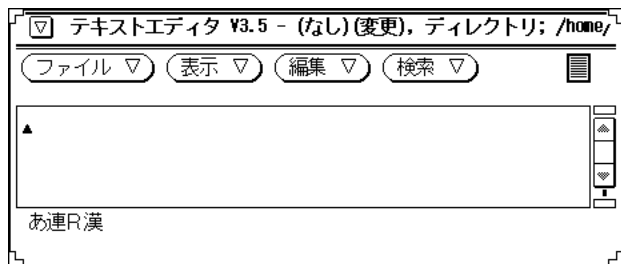 テキストエディタ V3.5 - (なし)(変更), ディレクトリ; /home/
ファイル ▽ 表示 ▽ 編集 ▽ 検索 ▽
あ連R漢